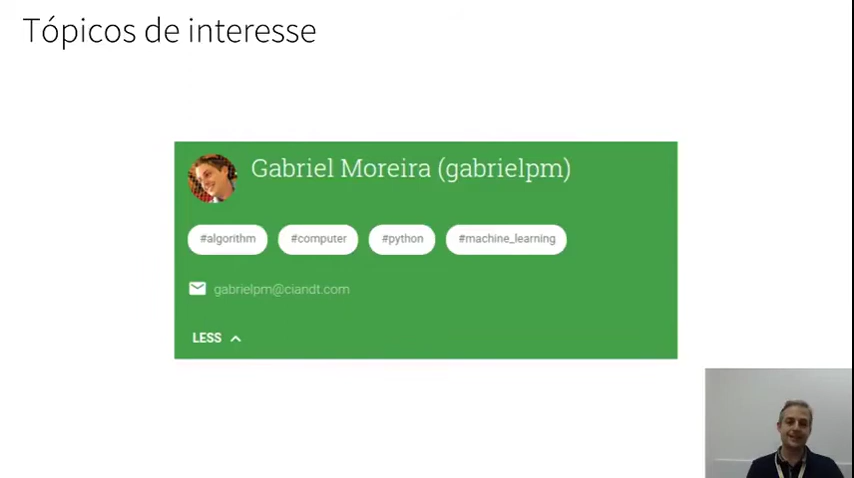 Tópicos de interesse
Gabriel Moreira (gabrielpm)
#algorithm #computer #python #machine_learning
gabrielpm@ciandt.com
LESS